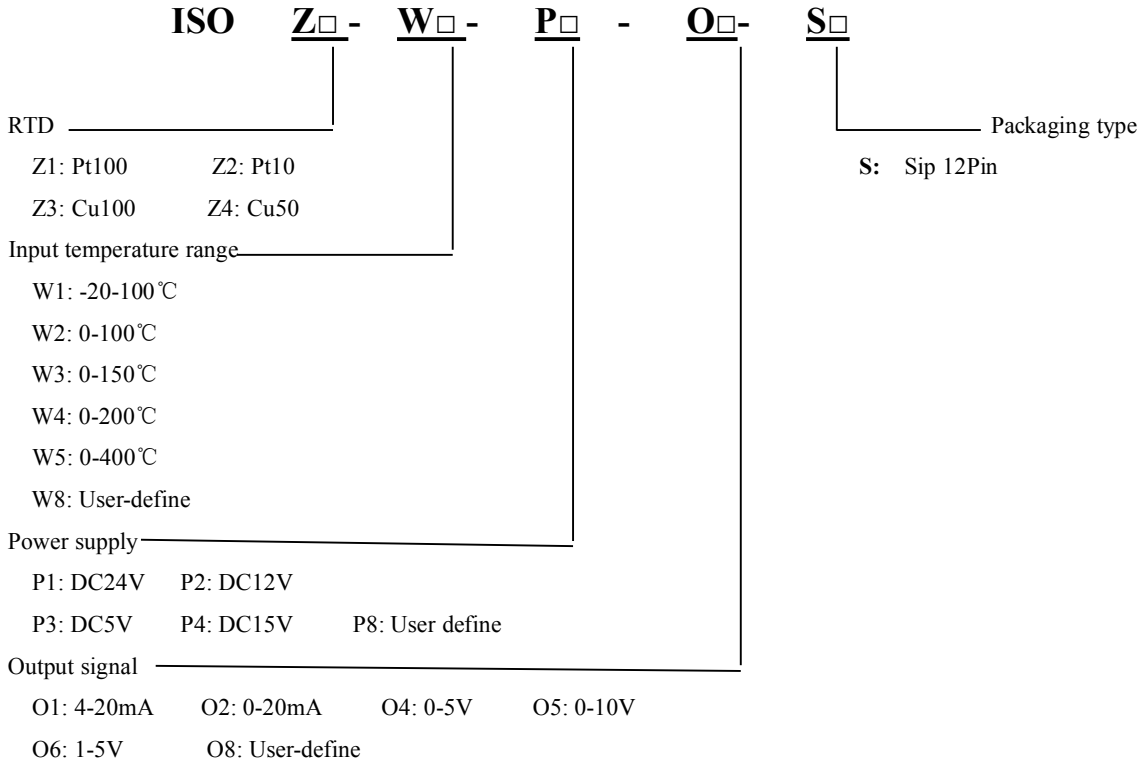 ISO Z□ - W□ - P□ - O□- S□
RTD Packaging type
Z1: Pt100 Z2: Pt10 S: Sip 12Pin
Z3: Cu100 Z4: Cu50
Input temperature range
W1: -20-100℃
W2: 0-100℃
W3: 0-150℃
W4: 0-200℃
W5: 0-400℃
W8: User-define
Power supply
P1: DC24V P2: DC12V
P3: DC5V P4: DC15V P8: User define
Output signal
O1: 4-20mA O2: 0-20mA O4: 0-5V O5: 0-10V
O6: 1-5V O8: User-define